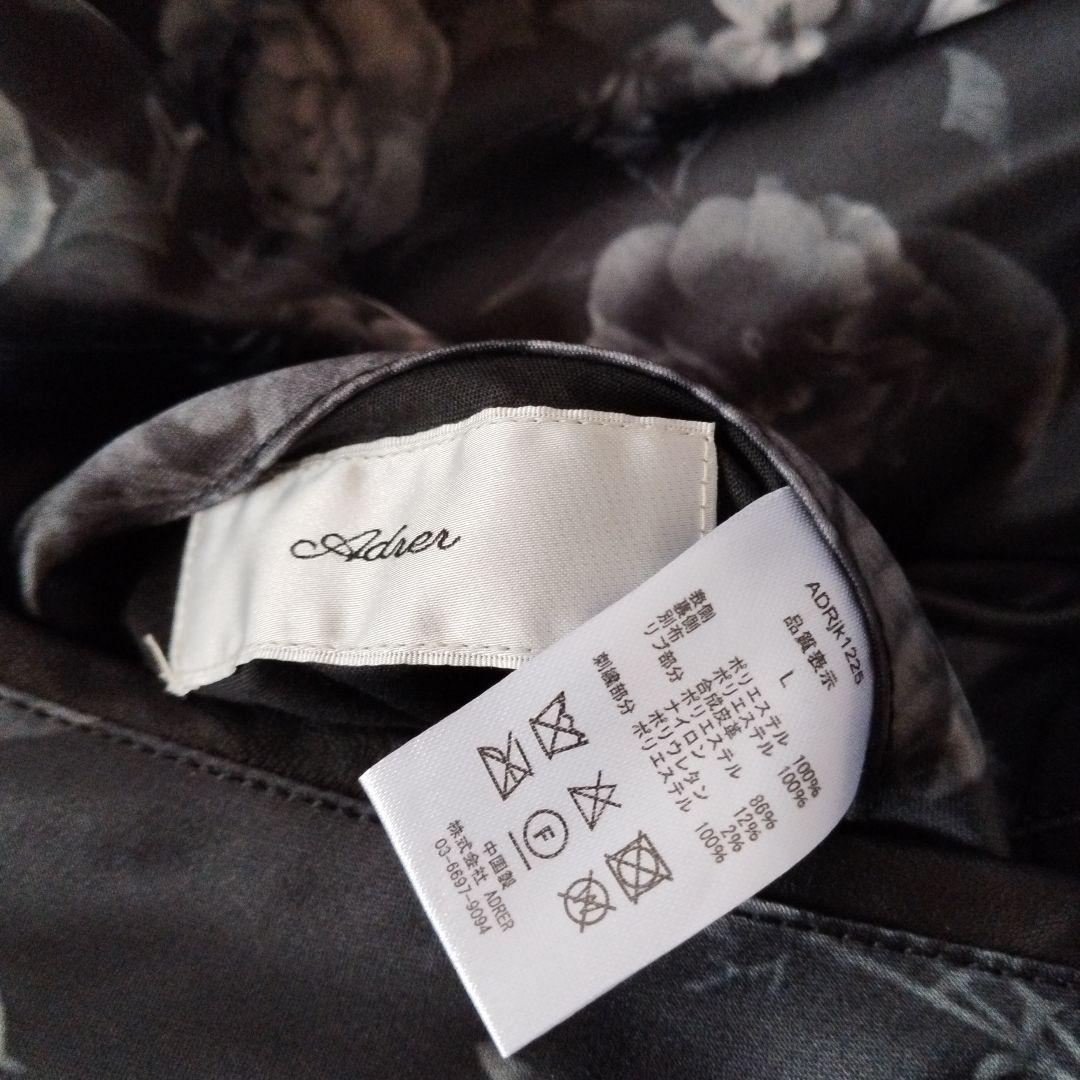 Adrer
ADRjk1225
品質表示
L
表側 ポリエステル 100%
裏側 ポリエステル 100%
別布 合成皮革
リブ部分 ポリエステル 86%
ナイロン 12%
ポリウレタン 2%
刺繍部分 ポリエステル 100%
F
中国製
株式会社 ADRER
03-6697-9094